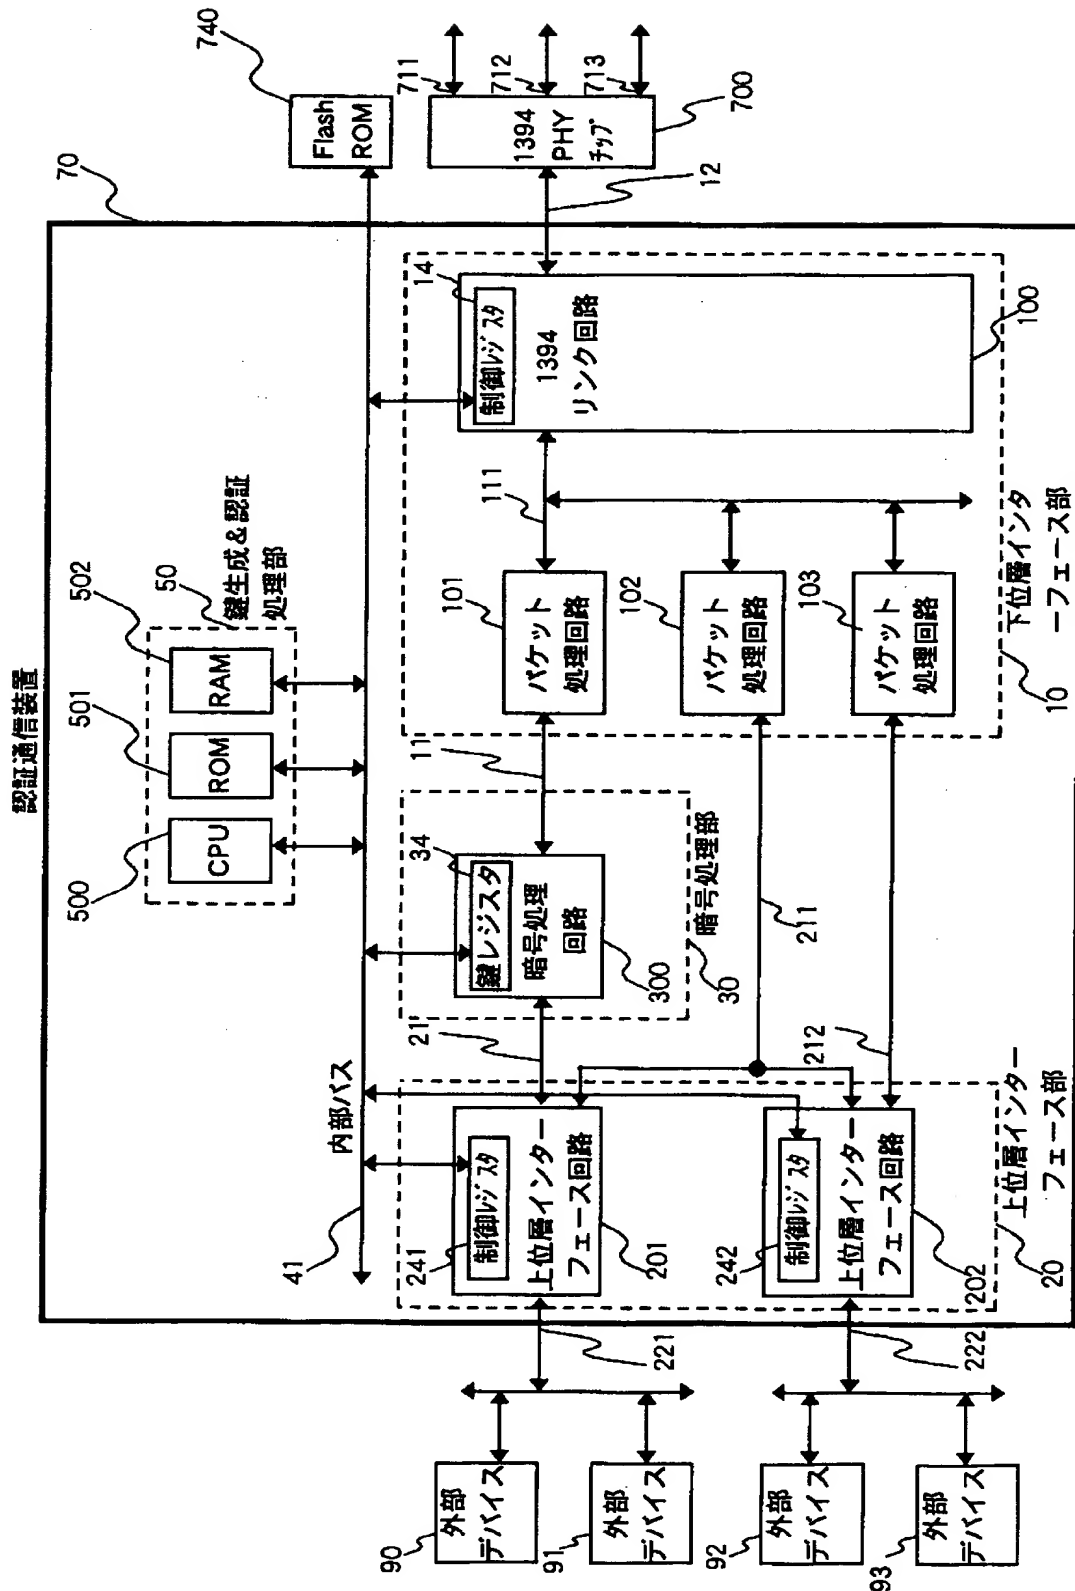 認証通信装置
70
740
Flash
ROM
500
501
502
50
CPU
ROM
RAM
鍵生成&認証
処理部
41
内部バス
711
712
713
1394
PHY
チップ
700
12
14
制御レジスタ
1394
リンク回路
100
111
101
パケット
処理回路
102
パケット
処理回路
103
パケット
処理回路
10
下位層インタ
ーフェース部
11
34
鍵レジスタ
暗号処理
回路
300
30
暗号処理部
21
211
212
241
制御レジスタ
上位層インター
フェース回路
201
242
制御レジスタ
上位層インター
フェース回路
202
20
上位層インター
フェース部
221
222
90
外部
デバイス
91
外部
デバイス
92
外部
デバイス
93
外部
デバイス